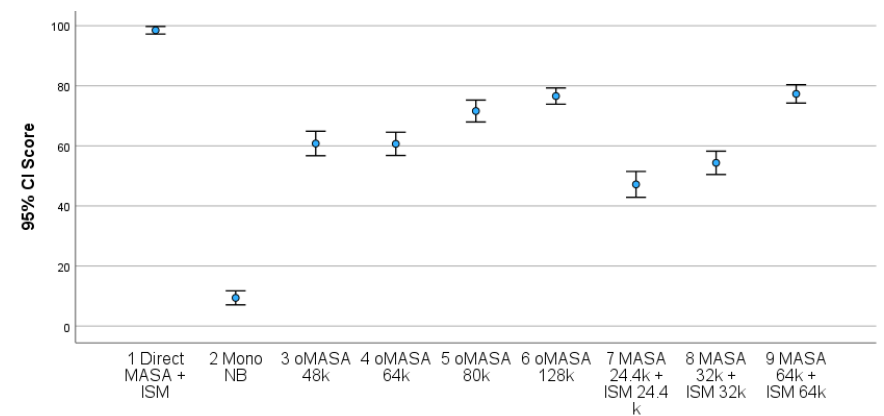 100
80
60
40
20
0
95% CI Score
1 Direct
MASA +
ISM
2 Mono
NB
3 oMASA
48k
4 oMASA
64k
5 oMASA
80k
6 oMASA
128k
7 MASA
24.4k +
ISM 24.4
k
8 MASA
32k +
ISM 32k
9 MASA
64k +
ISM 64k